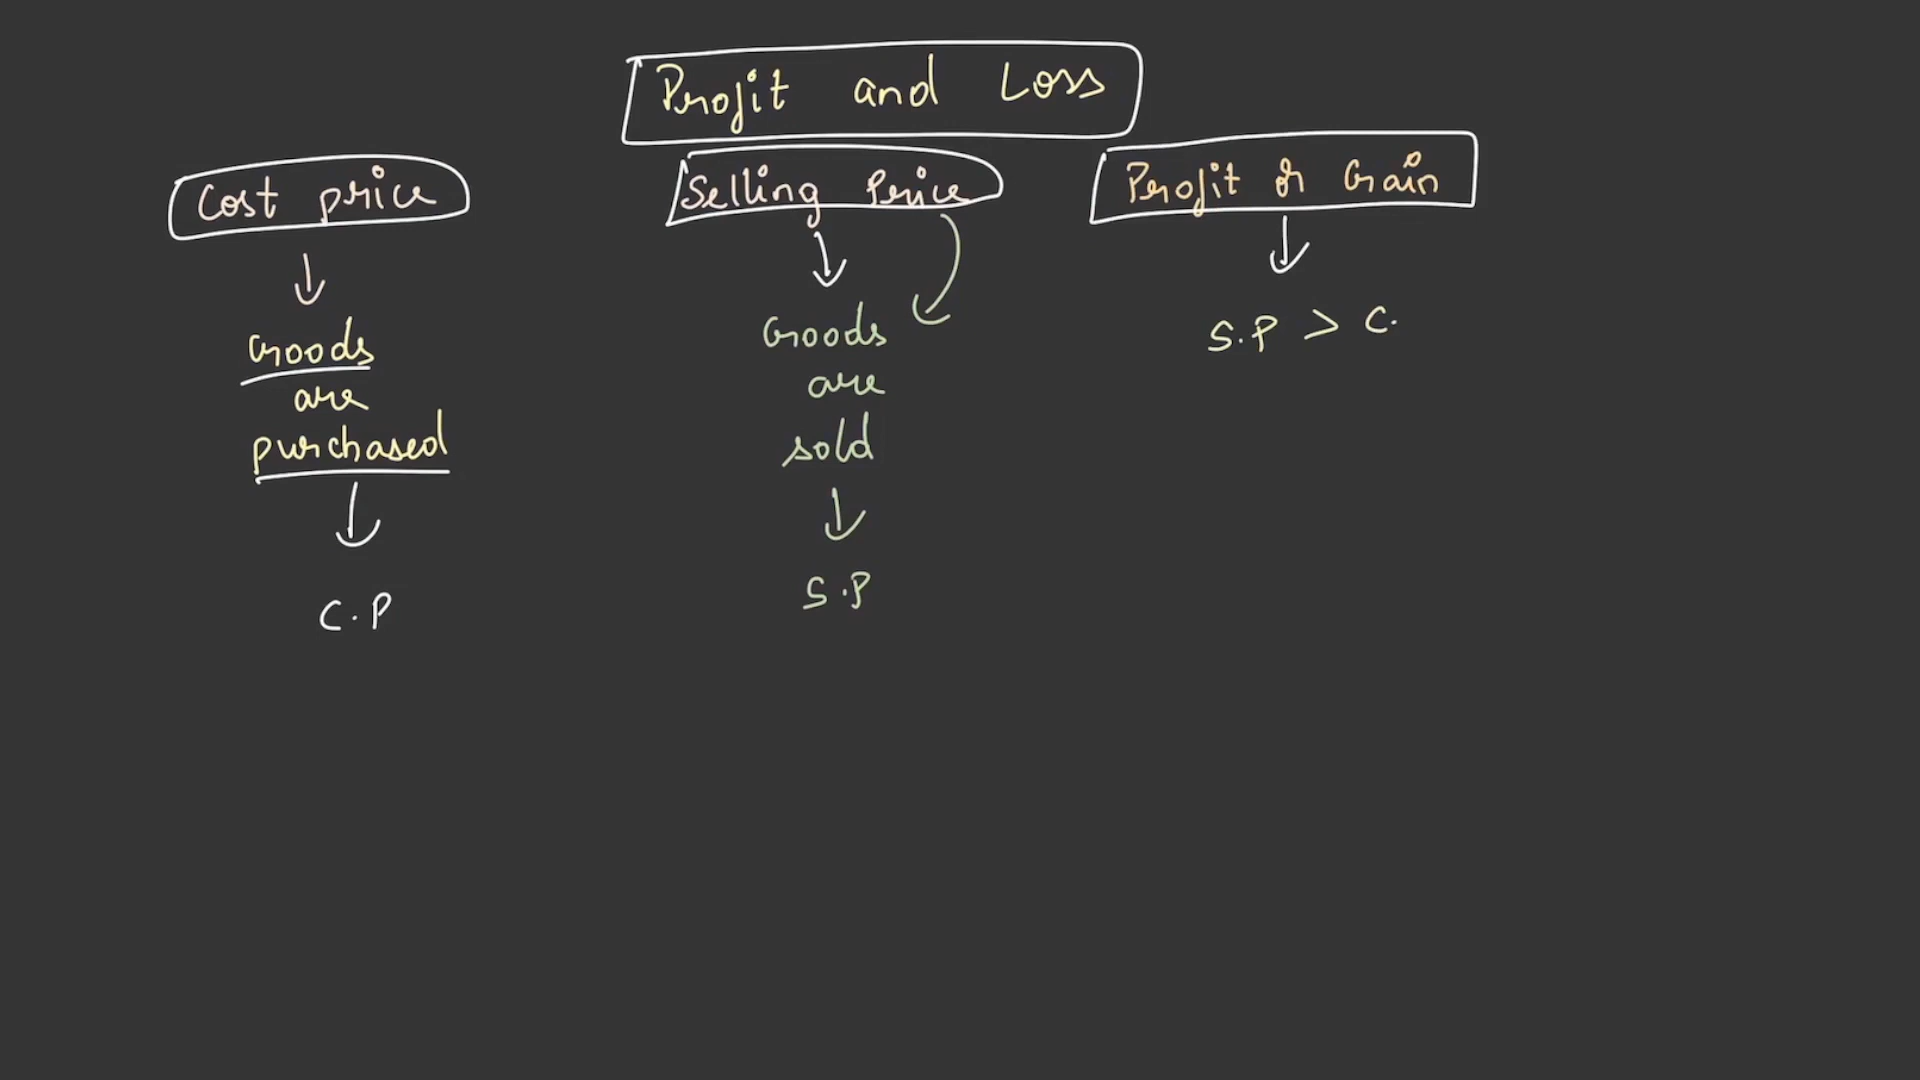 Profit and Loss
Cost price
Goods
are
purchased
C.P
Selling Price
Goods
are
sold
S.P
Profit or Gain
S.P > C.